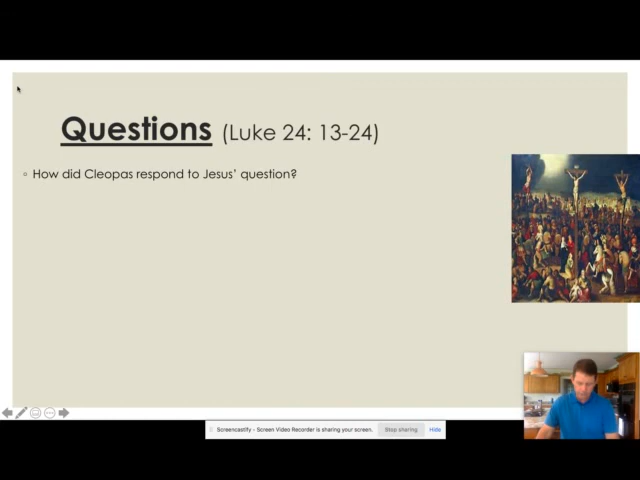 Questions (Luke 24: 13-24)
◦ How did Cleopas respond to Jesus’ question?
Screencastify - Screen Video Recorder is sharing your screen. Stop sharing Hide